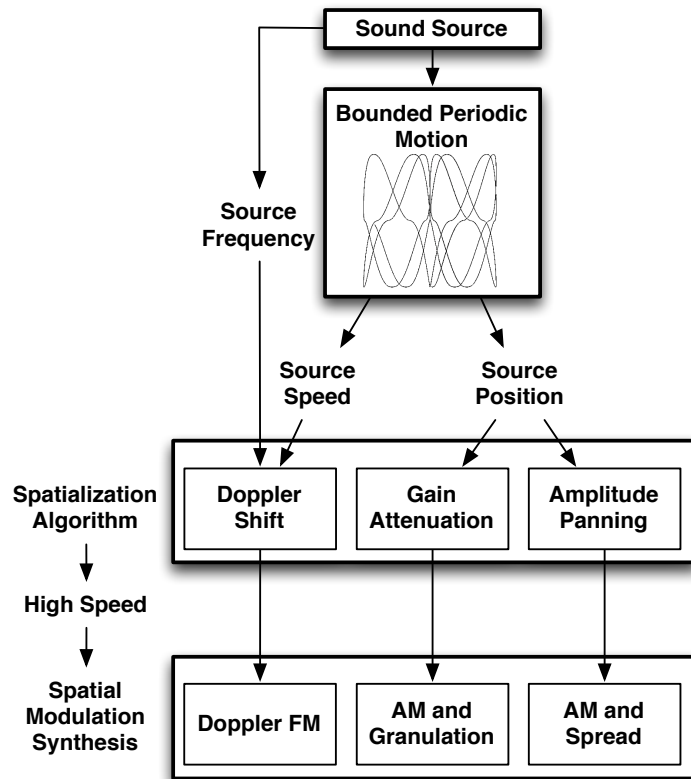 Sound Source
Bounded Periodic
Motion
Source
Frequency
Source
Speed
Source
Position
Spatialization
Algorithm
Doppler
Shift
Gain
Attenuation
Amplitude
Panning
High Speed
Spatial
Modulation
Synthesis
Doppler FM
AM and
Granulation
AM and
Spread